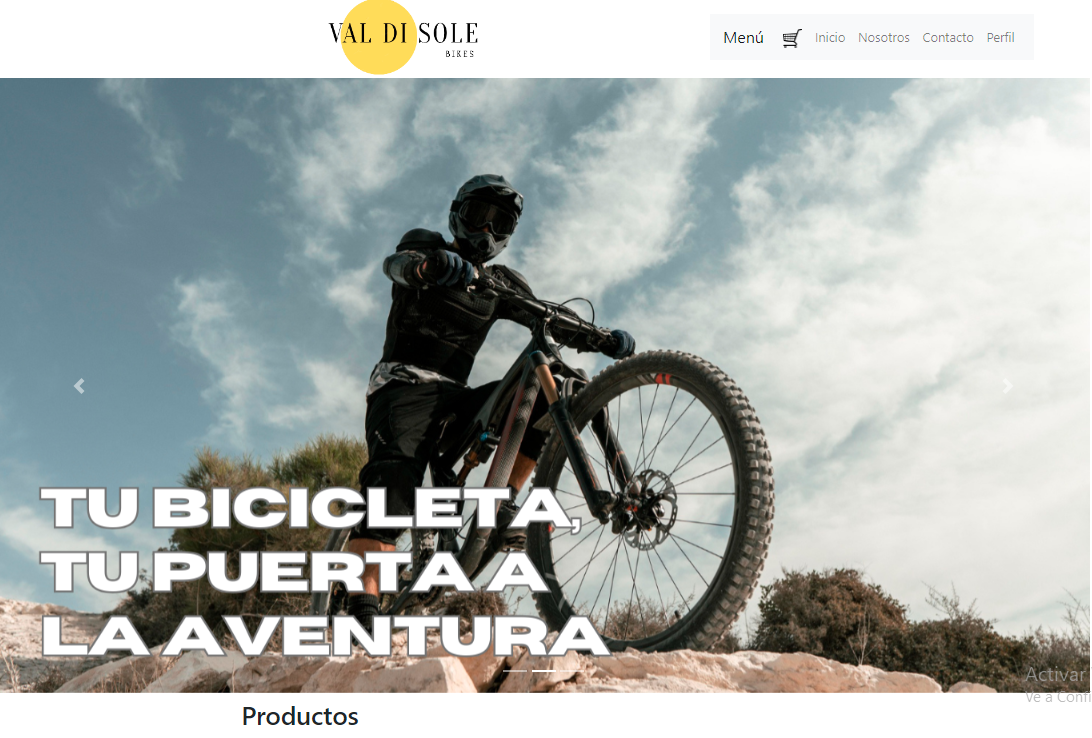 VAL DI SOLE
BIKES
Menú Inicio Nosotros Contacto Perfil
TU BICICLETA,
TU PUERTA A
LA AVENTURA
Activar
Ve a Confi
Productos